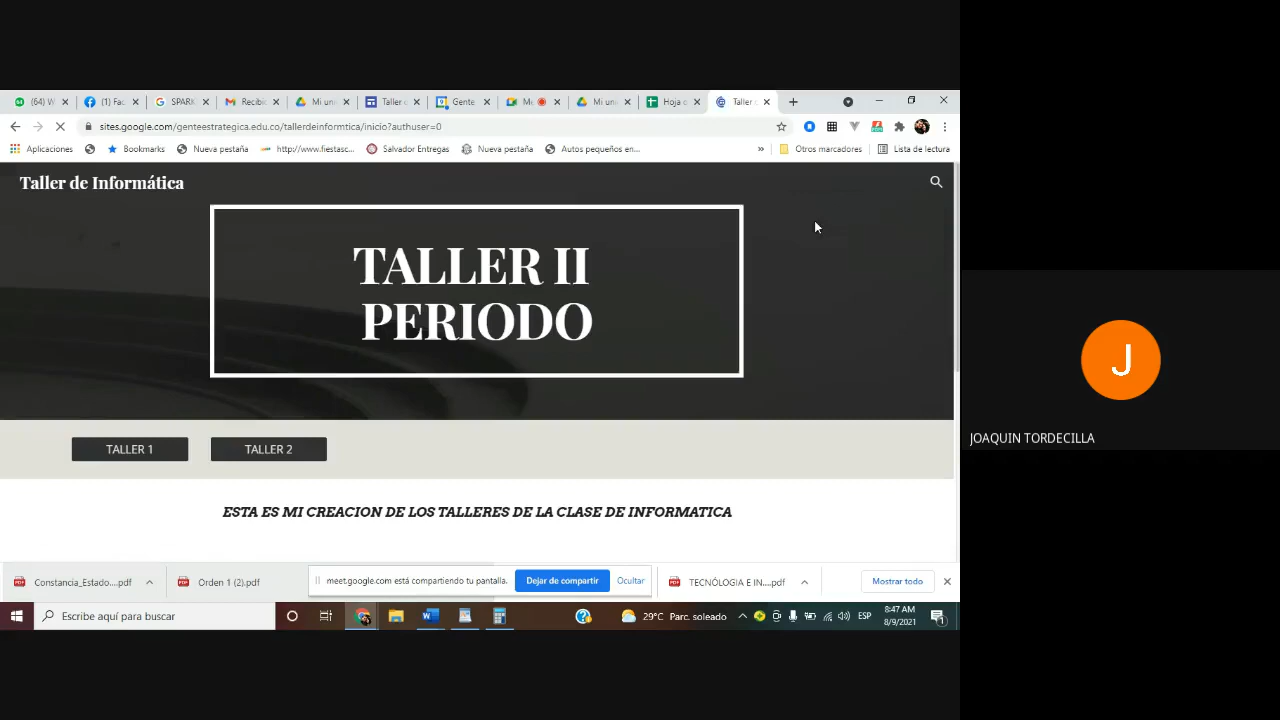 (64) W
(1) Fac
SPARK
Recibi
Mi uni
Taller d
Gente
Me
Mi uni
Hoja d
Taller d
sites.google.com/genteestrategica.edu.co/tallerdeinformtica/inicio?authuser=0
Aplicaciones
Bookmarks
Nueva pestaña
http://www.fiestasc...
Salvador Entregas
Nueva pestaña
Autos pequeños en...
»
Otros marcadores
Lista de lectura
Taller de Informática
TALLER II
PERIODO
TALLER 1
TALLER 2
ESTA ES MI CREACION DE LOS TALLERES DE LA CLASE DE INFORMATICA
J
JOAQUIN TORDECILLA
Constancia_Estado....pdf
Orden 1 (2).pdf
meet.google.com está compartiendo tu pantalla.
Dejar de compartir
Ocultar
TECNÓLOGIA E IN....pdf
Mostrar todo
Escribe aquí para buscar
29°C Parc. soleado
ESP
8:47 AM
8/9/2021